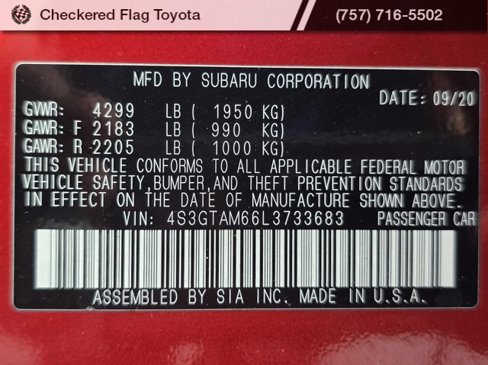 Checkered Flag Toyota (757) 716-5502
MFD BY SUBARU CORPORATION
DATE: 09/20
GVWR: 4299 LB ( 1950 KG)
GAWR: F 2183 LB ( 990 KG)
GAWR: R 2205 LB ( 1000 KG)
THIS VEHICLE CONFORMS TO ALL APPLICABLE FEDERAL MOTOR
VEHICLE SAFETY, BUMPER, AND THEFT PREVENTION STANDARDS
IN EFFECT ON THE DATE OF MANUFACTURE SHOWN ABOVE.
VIN: 4S3GTAM66L3733683 PASSENGER CAR
ASSEMBLED BY SIA INC. MADE IN U.S.A.